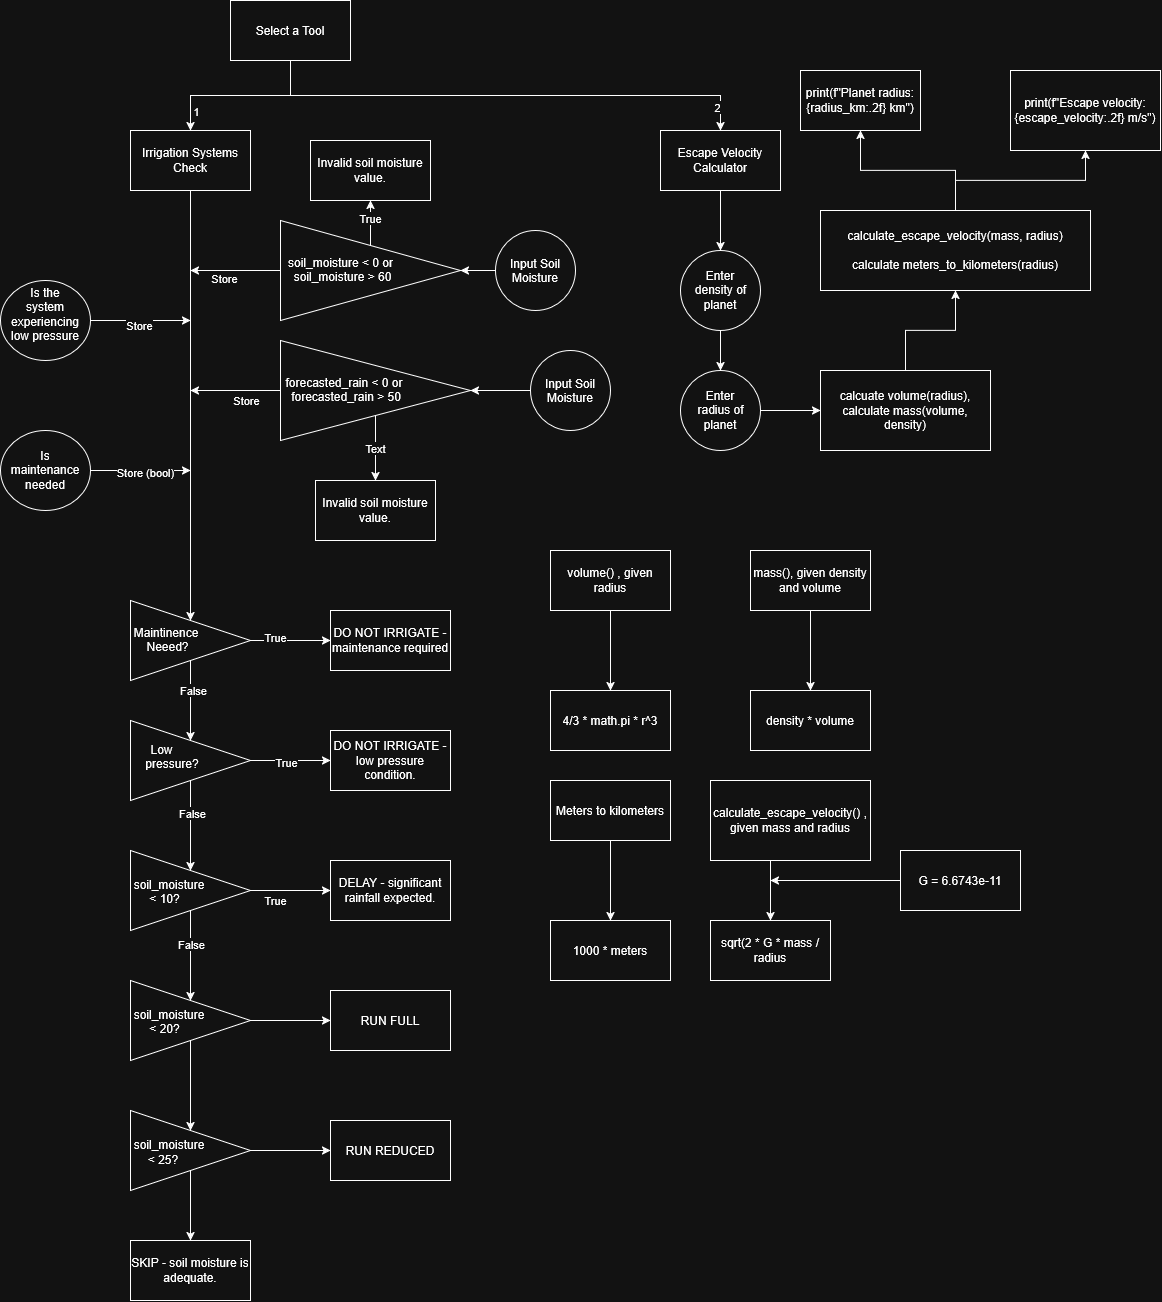 Select a Tool
1
2
Irrigation Systems
Check
Invalid soil moisture
value.
True
soil_moisture < 0 or
soil_moisture > 60
Input Soil
Moisture
Store
Is the
system
experiencing
low pressure
Store
forecasted_rain < 0 or
forecasted_rain > 50
Input Soil
Moisture
Store
Text
Invalid soil moisture
value.
Is
maintenance
needed
Store (bool)
Maintinence
Neeed?
True
DO NOT IRRIGATE -
maintenance required
False
Low
pressure?
True
DO NOT IRRIGATE -
low pressure
condition.
False
soil_moisture
< 10?
True
DELAY - significant
rainfall expected.
False
soil_moisture
< 20?
RUN FULL
soil_moisture
< 25?
RUN REDUCED
SKIP - soil moisture is
adequate.
Escape Velocity
Calculator
Enter
density of
planet
Enter
radius of
planet
calcuate volume(radius),
calculate mass(volume,
density)
calculate_escape_velocity(mass, radius)
calculate meters_to_kilometers(radius)
print(f"Planet radius:
{radius_km:.2f} km")
print(f"Escape velocity:
{escape_velocity:.2f} m/s")
volume() , given
radius
4/3 * math.pi * r^3
mass(), given density
and volume
density * volume
Meters to kilometers
1000 * meters
calculate_escape_velocity() ,
given mass and radius
G = 6.6743e-11
sqrt(2 * G * mass /
radius